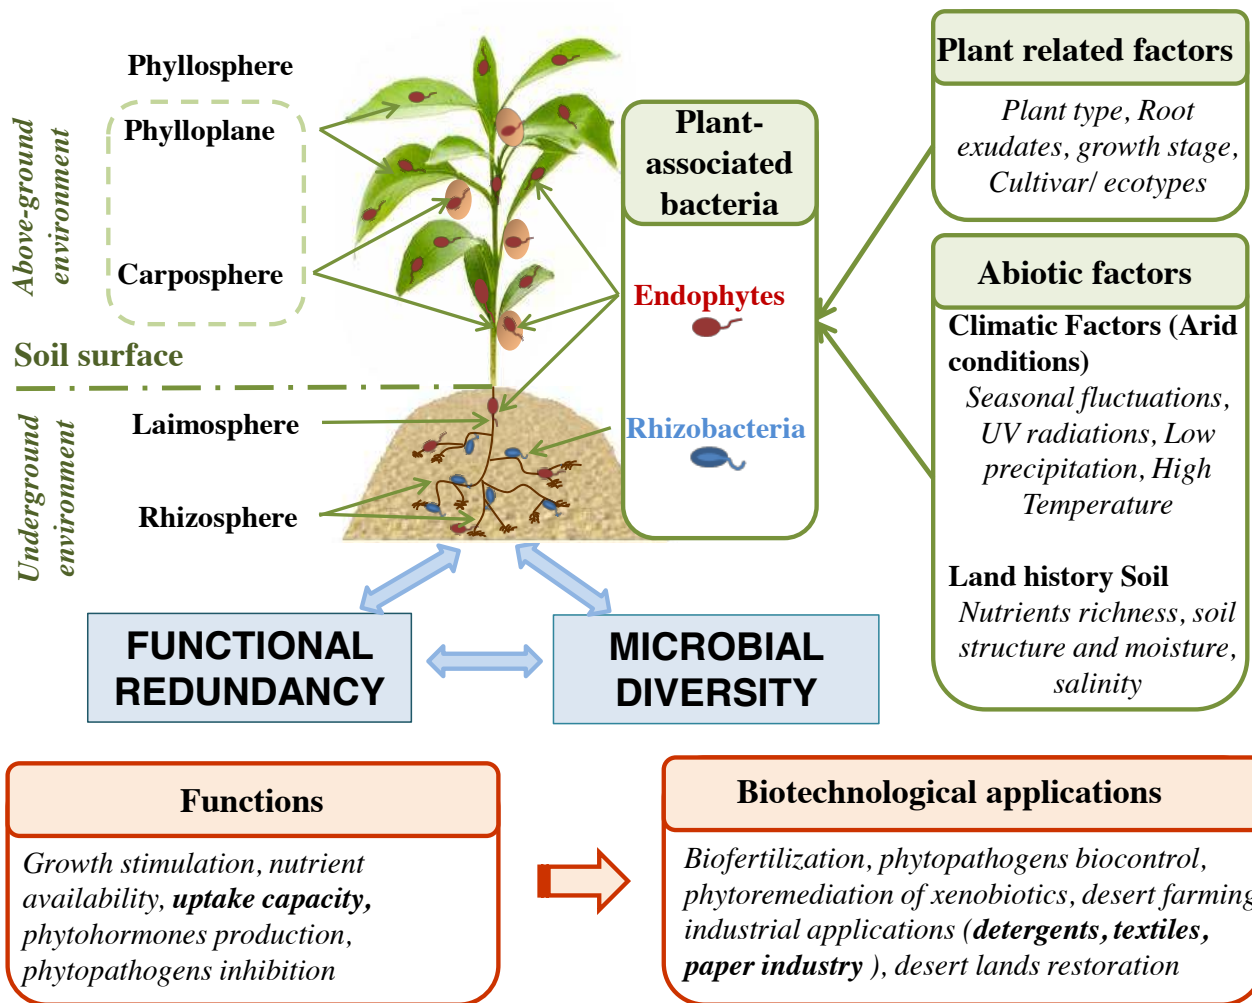 Phyllosphere
Phylloplane
Carposphere
Above-ground
environment
Soil surface
Laimosphere
Rhizosphere
Underground
environment
Plant-
associated
bacteria
Endophytes
Rhizobacteria
Plant related factors
Plant type, Root
exudates, growth stage,
Cultivar/ ecotypes
Abiotic factors
Climatic Factors (Arid
conditions)
Seasonal fluctuations,
UV radiations, Low
precipitation, High
Temperature
Land history Soil
Nutrients richness, soil
structure and moisture,
salinity
FUNCTIONAL
REDUNDANCY
MICROBIAL
DIVERSITY
Functions
Growth stimulation, nutrient
availability, uptake capacity,
phytohormones production,
phytopathogens inhibition
Biotechnological applications
Biofertilization, phytopathogens biocontrol,
phytoremediation of xenobiotics, desert farming
industrial applications (detergents, textiles,
paper industry ), desert lands restoration